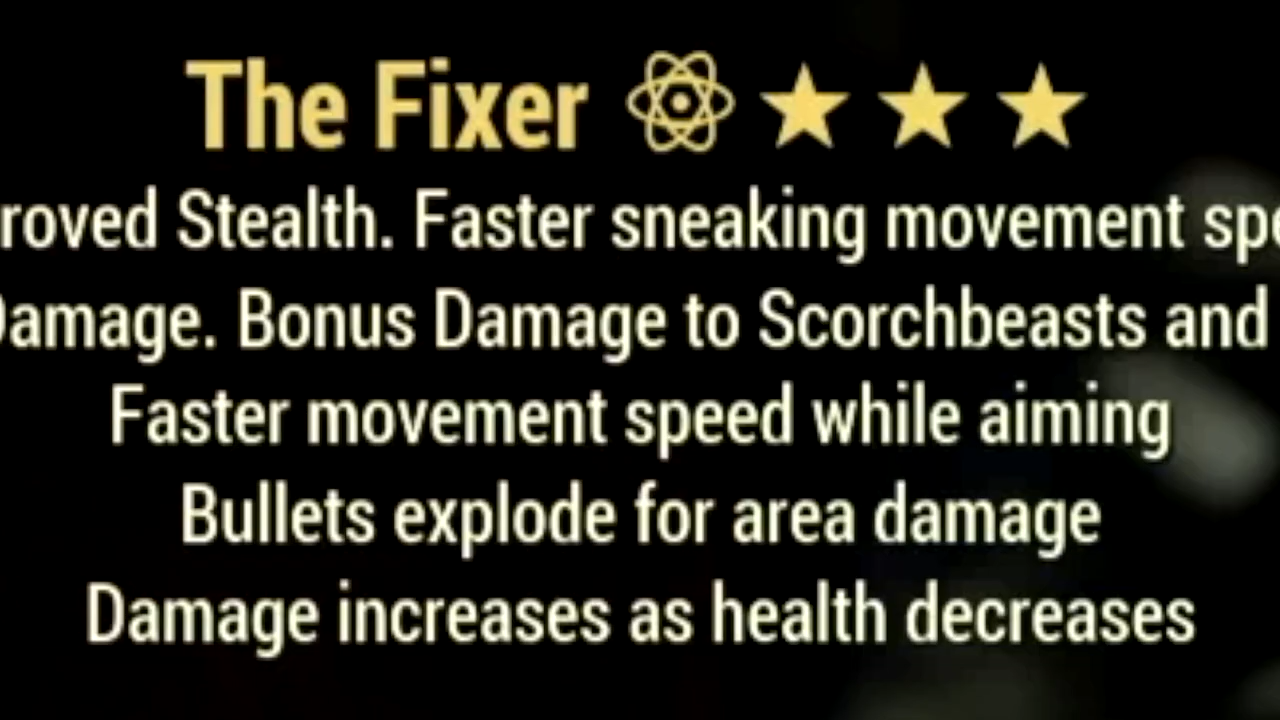 The Fixer ★ ★ ★
roved Stealth. Faster sneaking movement spe
Damage. Bonus Damage to Scorchbeasts and
Faster movement speed while aiming
Bullets explode for area damage
Damage increases as health decreases